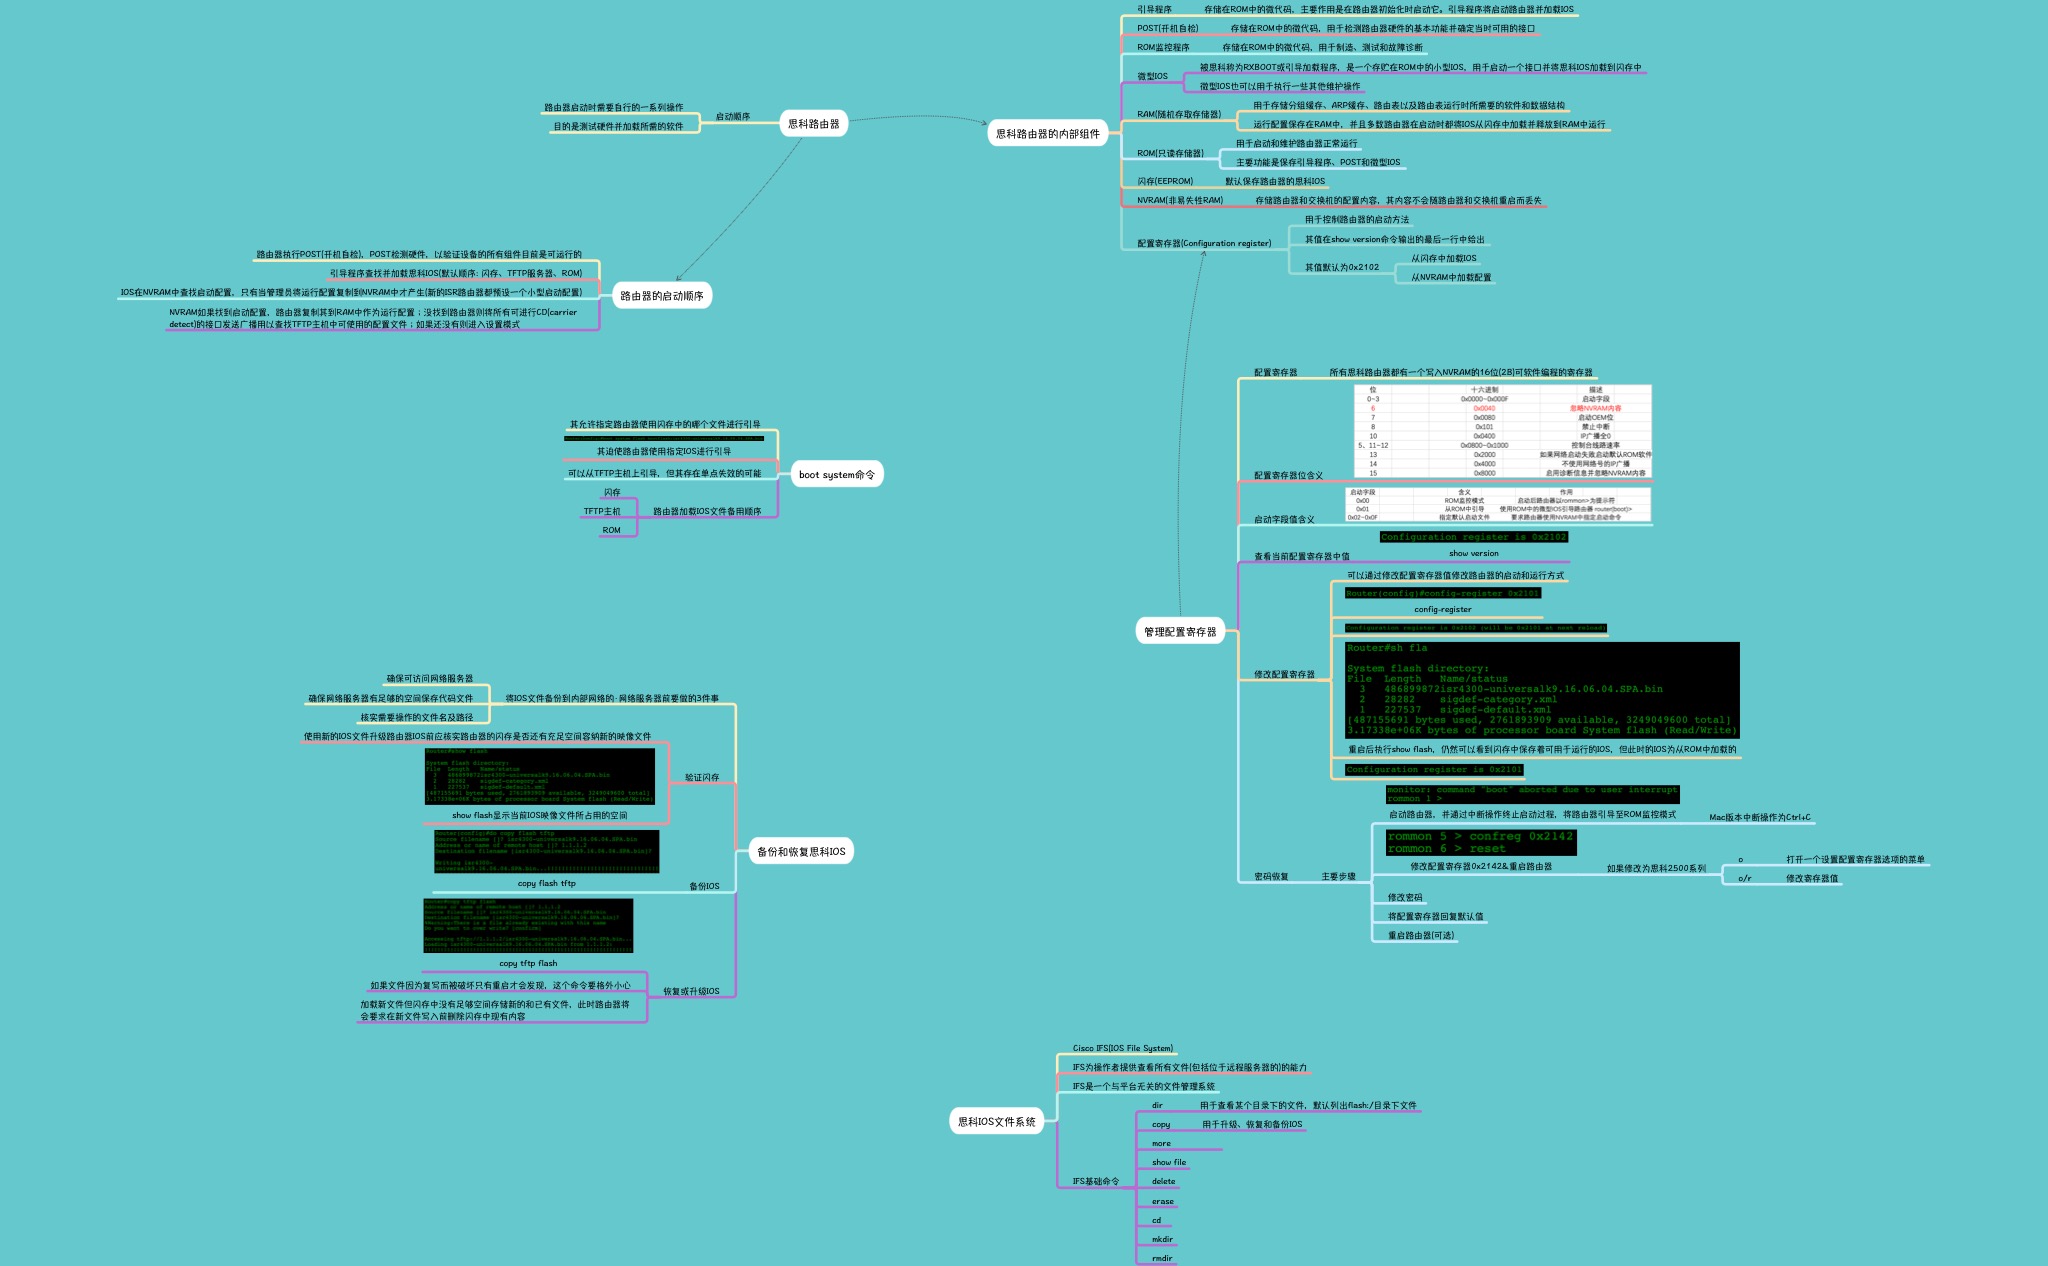 思科路由器
启动顺序
路由器启动时需要自行的一系列操作
目的是测试硬件并加载所需的软件
思科路由器的内部组件
引导程序 存储在ROM中的微代码，主要作用是在路由器初始化时启动它。引导程序将启动路由器并加载IOS
POST(开机自检) 存储在ROM中的微代码，用于检测路由器硬件的基本功能并确定当时可用的接口
ROM监控程序 存储在ROM中的微代码，用于制造、测试和故障诊断
微型IOS
被思科称为RXBOOT或引导加载程序，是一个存贮在ROM中的小型IOS，用于启动一个接口并将思科IOS加载到闪存中
微型IOS也可以用于执行一些其他维护操作
RAM(随机存取存储器)
用于存储分组缓存、ARP缓存、路由表以及路由表运行时所需要的软件和数据结构
运行配置保存在RAM中，并且多数路由器在启动时都将IOS从闪存中加载并释放到RAM中运行
ROM(只读存储器)
用于启动和维护路由器正常运行
主要功能是保存引导程序、POST和微型IOS
闪存(EEPROM) 默认保存路由器的思科IOS
NVRAM(非易失性RAM) 存储路由器和交换机的配置内容，其内容不会随路由器和交换机重启而丢失
配置寄存器(Configuration register)
用于控制路由器的启动方法
其值在show version命令输出的最后一行中给出
其值默认为0x2102
从闪存中加载IOS
从NVRAM中加载配置
路由器的启动顺序
路由器执行POST(开机自检)，POST检测硬件，以验证设备的所有组件目前是可运行的
引导程序查找并加载思科IOS(默认顺序: 闪存、TFTP服务器、ROM)
IOS在NVRAM中查找启动配置，只有当管理员将运行配置复制到NVRAM中才产生(新的ISR路由器都预设一个小型启动配置)
NVRAM如果找到启动配置，路由器复制其到RAM中作为运行配置；没找到路由器则将所有可进行CD(carrier
detect)的接口发送广播用以查找TFTP主机中可使用的配置文件；如果还没有则进入设置模式
boot system命令
其允许指定路由器使用闪存中的哪个文件进行引导
其迫使路由器使用指定IOS进行引导
可以从TFTP主机上引导，但其存在单点失效的可能
路由器加载IOS文件备用顺序
闪存
TFTP主机
ROM
管理配置寄存器
配置寄存器 所有思科路由器都有一个写入NVRAM的16位(2B)可软件编程的寄存器
配置寄存器位含义
位 十六进制 描述
0~3 0x0000~0x000F 启动字段
6 0x0040 忽略NVRAM内容
7 0x0080 启动OEM位
8 0x101 禁止中断
10 0x0400 IP广播全0
5、11~12 0x0800~0x1000 控制台线路速率
13 0x2000 如果网络启动失败启动默认ROM软件
14 0x4000 不使用网络号的IP广播
15 0x8000 启用诊断信息并忽略NVRAM内容
启动字段值含义
启动字段 含义 作用
0x00 ROM监控模式 启动后路由器以rommon>为提示符
0x01 从ROM中引导 使用ROM中的微型IOS引导路由器 router(boot)>
0x02~0x0F 指定默认启动文件 要求路由器使用NVRAM中指定启动命令
查看当前配置寄存器中值
Configuration register is 0x2102
show version
修改配置寄存器
可以通过修改配置寄存器值修改路由器的启动和运行方式
Router(config)#config-register 0x2101
config-register
Configuration register is 0x2102 (will be 0x2101 at next reload)
Router#sh fla
System flash directory:
File Length Name/status
3 486899872isr4300-universalk9.16.06.04.SPA.bin
2 28282 sigdef-category.xml
1 227537 sigdef-default.xml
[487155691 bytes used, 2761893909 available, 3249049600 total]
3.17338e+06K bytes of processor board System flash (Read/Write)
重启后执行show flash，仍然可以看到闪存中保存着可用于运行的IOS，但此时的IOS为从ROM中加载的
Configuration register is 0x2101
密码恢复 主要步骤
monitor: command "boot" aborted due to user interrupt
rommon 1 >
启动路由器，并通过中断操作终止启动过程，将路由器引导至ROM监控模式 Mac版本中断操作为Ctrl+C
rommon 5 > confreg 0x2142
rommon 6 > reset
修改配置寄存器0x2142&重启路由器 如果修改为思科2500系列
o 打开一个设置配置寄存器选项的菜单
o/r 修改寄存器值
修改密码
将配置寄存器回复默认值
重启路由器(可选)
备份和恢复思科IOS
将IOS文件备份到内部网络的·网络服务器前要做的3件事
确保可访问网络服务器
确保网络服务器有足够的空间保存代码文件
核实需要操作的文件名及路径
验证闪存
使用新的IOS文件升级路由器IOS前应核实路由器的闪存是否还有充足空间容纳新的映像文件
Router#show flash
System flash directory:
File Length Name/status
3 486899872isr4300-universalk9.16.06.04.SPA.bin
2 28282 sigdef-category.xml
1 227537 sigdef-default.xml
[487155691 bytes used, 2761893909 available, 3249049600 total]
3.17338e+06K bytes of processor board System flash (Read/Write)
show flash显示当前IOS映像文件所占用的空间
备份IOS
copy flash tftp
恢复或升级IOS
copy tftp flash
如果文件因为复写而被破坏只有重启才会发现，这个命令要格外小心
加载新文件但闪存中没有足够空间存储新的和已有文件，此时路由器将
会要求在新文件写入前删除闪存中现有内容
思科IOS文件系统
Cisco IFS(IOS File System)
IFS为操作者提供查看所有文件(包括位于远程服务器的)的能力
IFS是一个与平台无关的文件管理系统
IFS基础命令
dir 用于查看某个目录下的文件，默认列出flash:/目录下文件
copy 用于升级、恢复和备份IOS
more
show file
delete
erase
cd
mkdir
rmdir